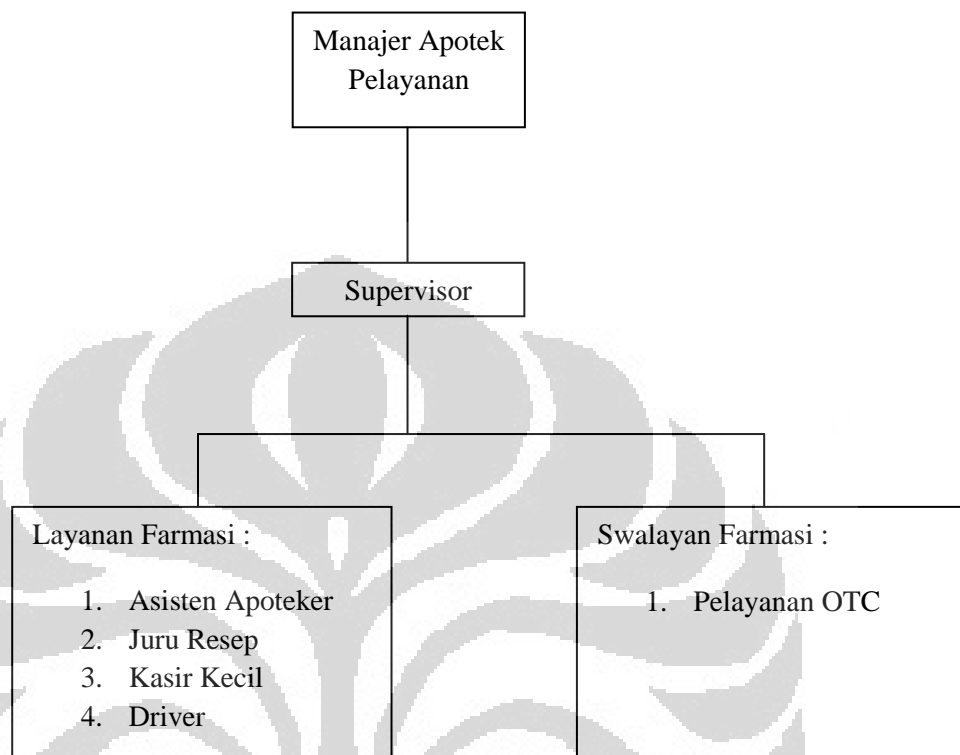 Manajer Apotek
Pelayanan
Supervisor
Layanan Farmasi :
1. Asisten Apoteker
2. Juru Resep
3. Kasir Kecil
4. Driver
Swalayan Farmasi :
1. Pelayanan OTC